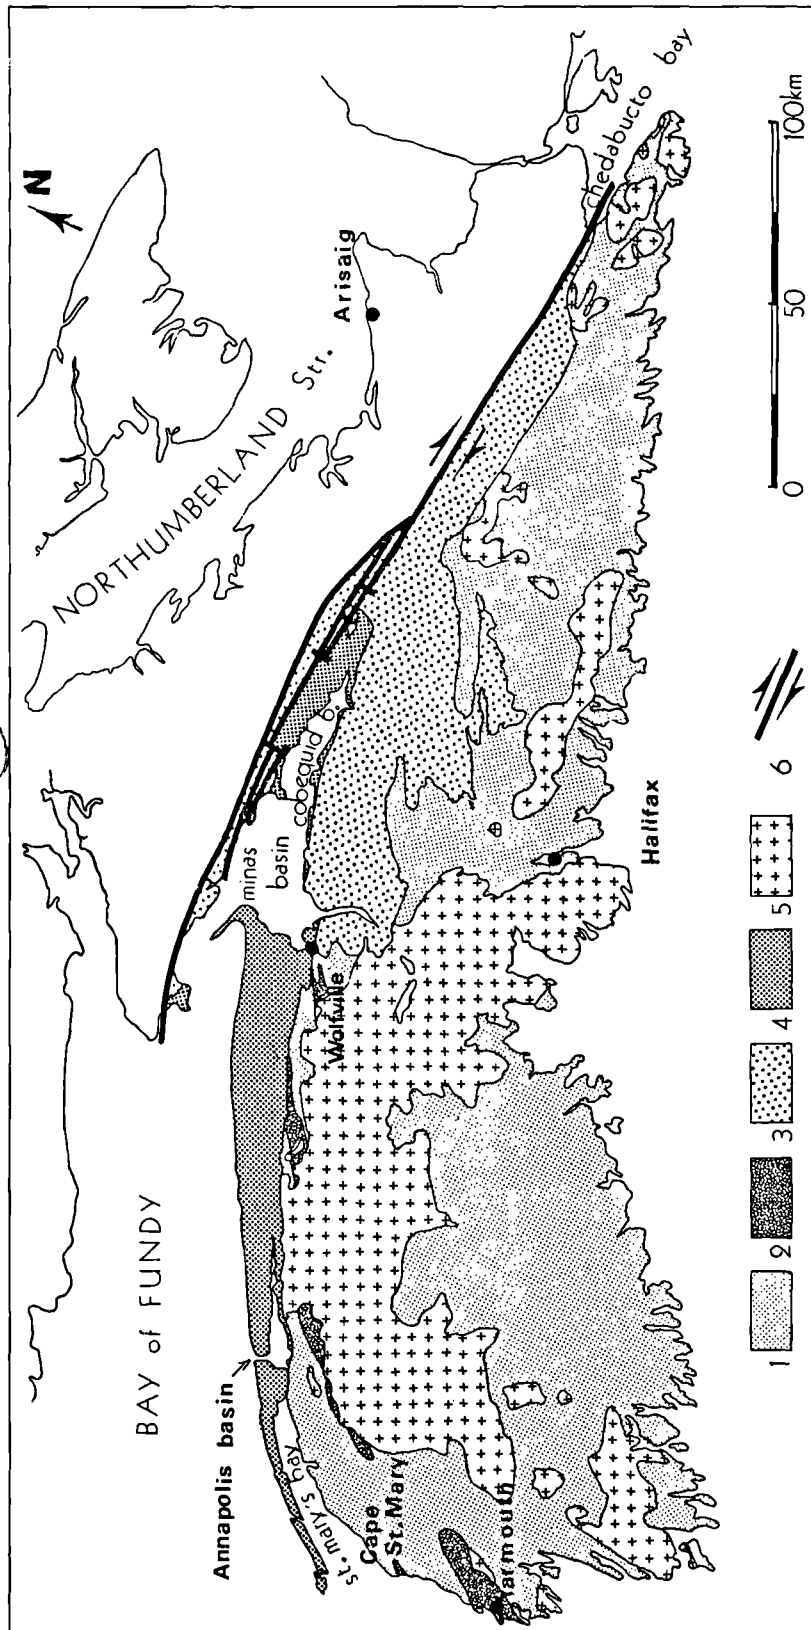 N
NORTHUMBERLAND Str.
Arisaig
chedabucto bay
BAY of FUNDY
minas
basin
cobequid b.
Wolfville
Halifax
Annapolis basin
st. mary's bay
Cape
St. Mary
Yarmouth
1 2 3 4 5 6
0 50 100km